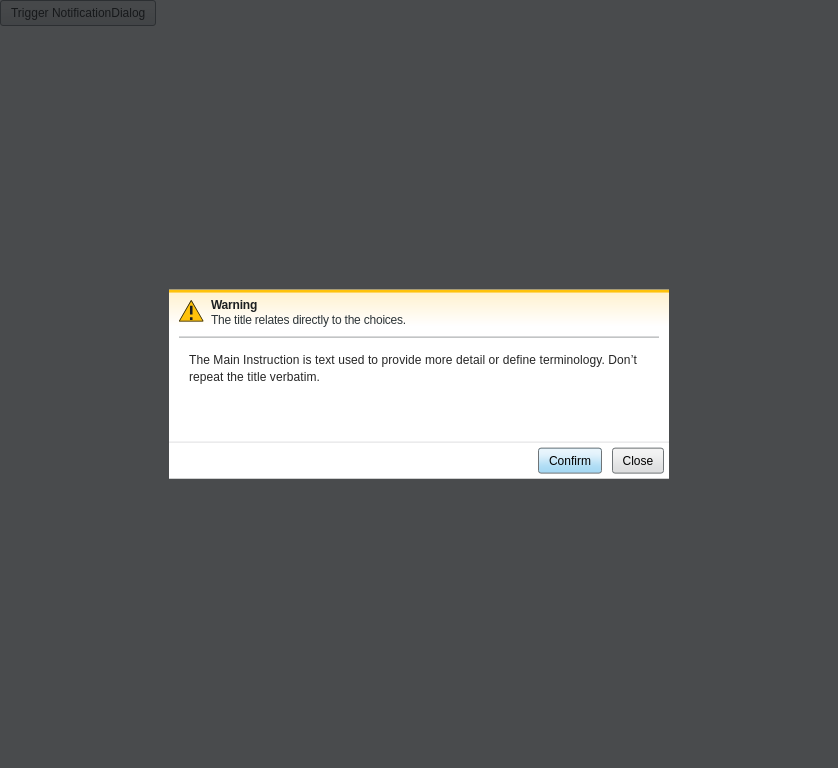 Trigger NotificationDialog
Warning
The title relates directly to the choices.
The Main Instruction is text used to provide more detail or define terminology. Don’t
repeat the title verbatim.
Confirm
Close